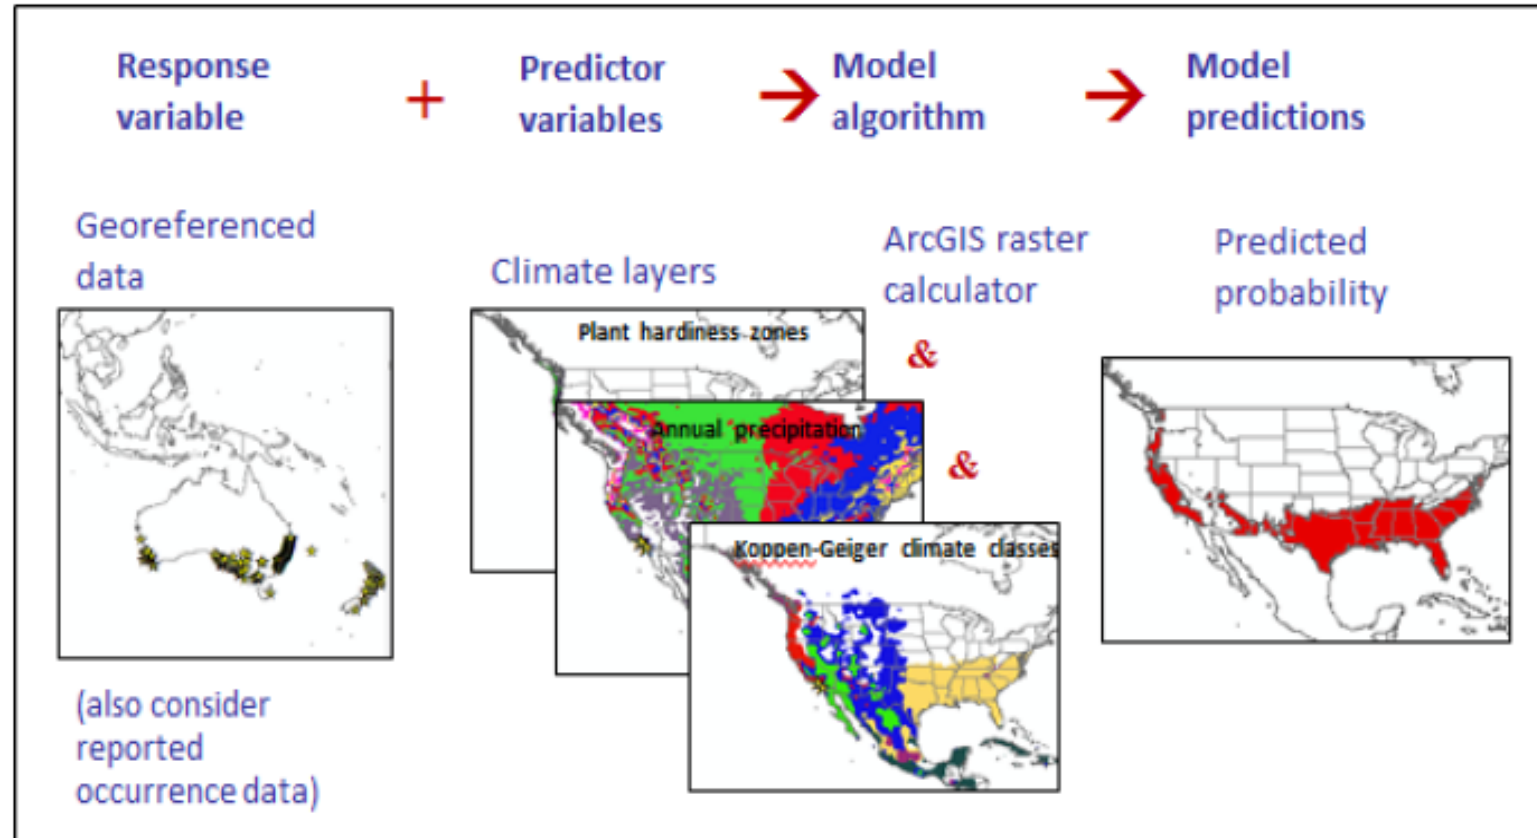 Response
variable
+
Predictor
variables
→
Model
algorithm
→
Model
predictions
Georeferenced
data
Climate layers
ArcGIS raster
calculator
Predicted
probability
Plant hardiness zones
&
Annual precipitation
&
Koppen-Geiger climate classes
(also consider
reported
occurrence data)